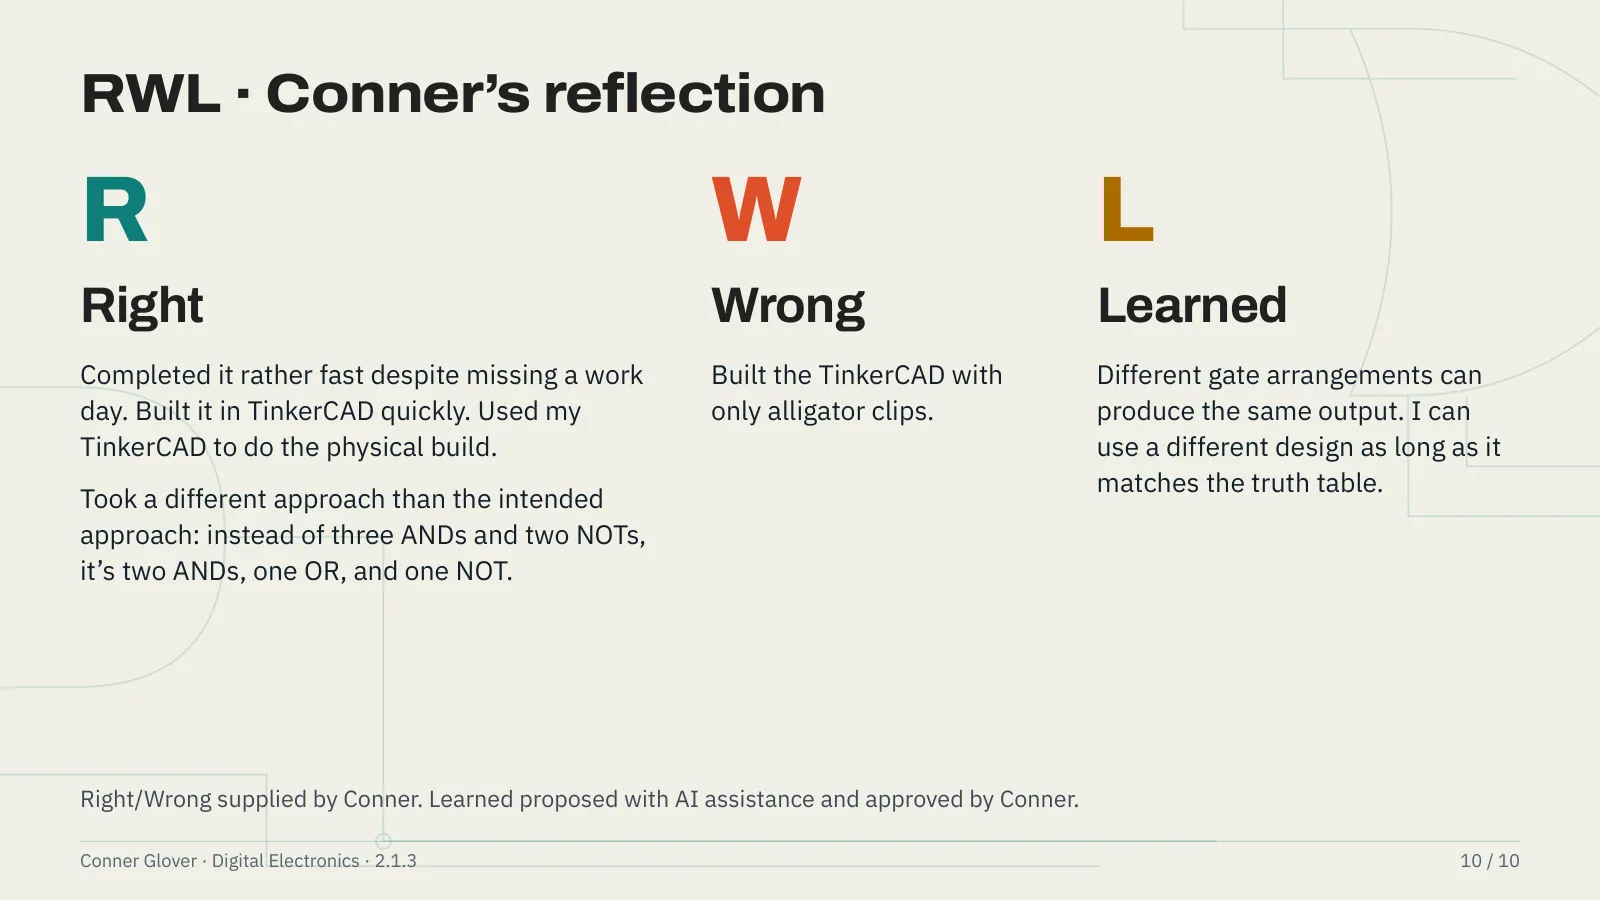 RWL · Conner’s reflection
R
Right
Completed it rather fast despite missing a work
day. Built it in TinkerCAD quickly. Used my
TinkerCAD to do the physical build.
Took a different approach than the intended
approach: instead of three ANDs and two NOTs,
it’s two ANDs, one OR, and one NOT.
W
Wrong
Built the TinkerCAD with
only alligator clips.
L
Learned
Different gate arrangements can
produce the same output. I can
use a different design as long as it
matches the truth table.
Right/Wrong supplied by Conner. Learned proposed with AI assistance and approved by Conner.
Conner Glover · Digital Electronics · 2.1.3
10 / 10